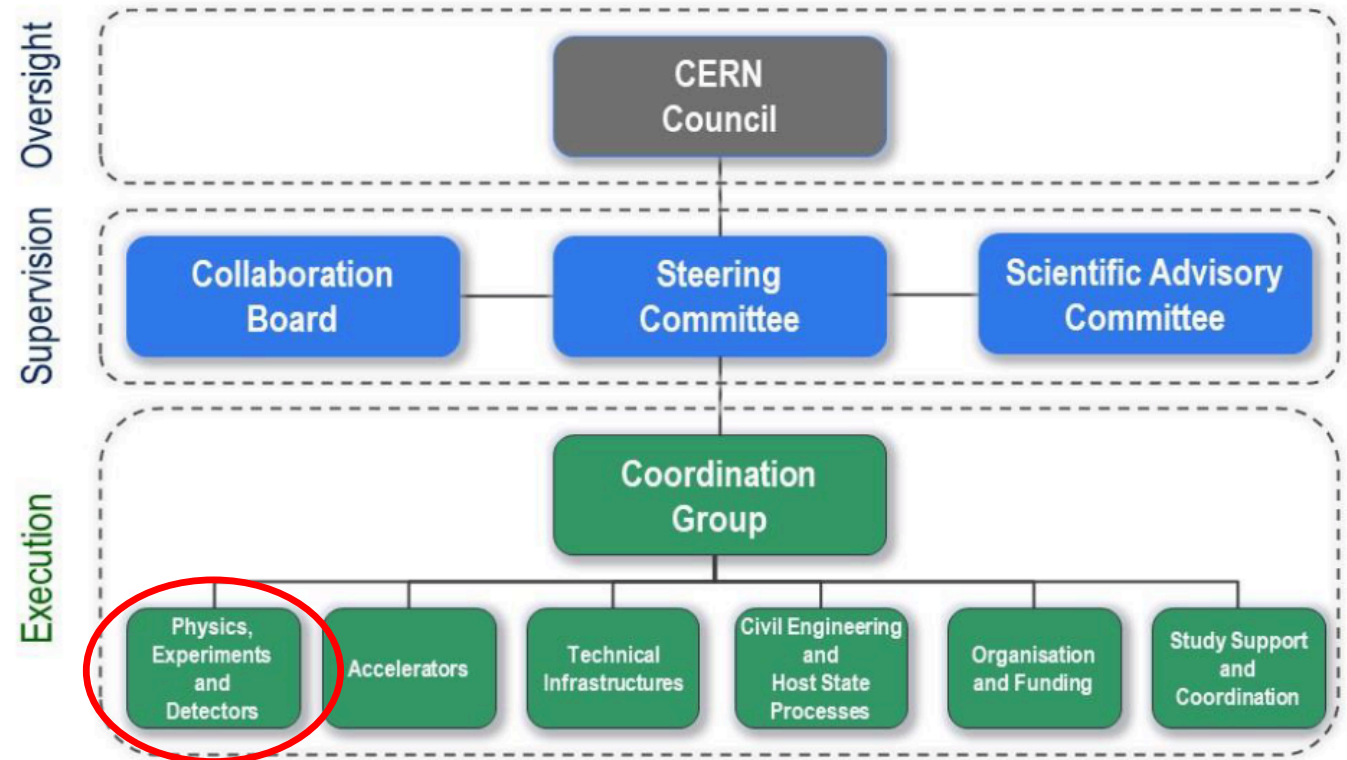 Oversight
CERN
Council
Supervision
Collaboration
Board
Steering
Committee
Scientific Advisory
Committee
Execution
Coordination
Group
Physics,
Experiments
and
Detectors
Accelerators
Technical
Infrastructures
Civil Engineering
and
Host State
Processes
Organisation
and Funding
Study Support
and
Coordination